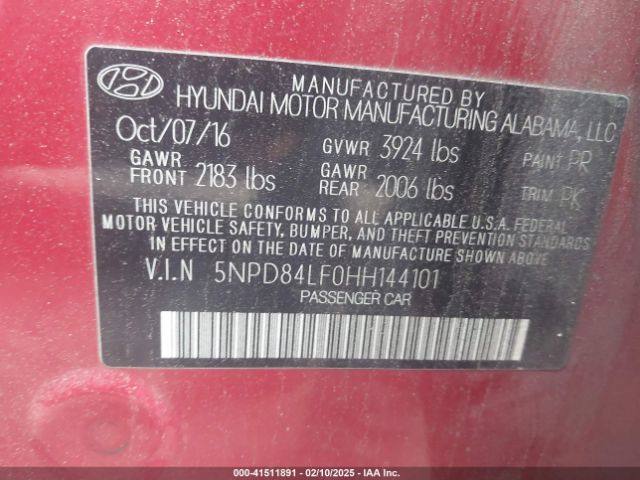 MANUFACTURED BY
HYUNDAI MOTOR MANUFACTURING ALABAMA, LLC
Oct/07/16 GVWR 3924 lbs PAINT PR
GAWR FRONT 2183 lbs GAWR REAR 2006 lbs TRIM PK
THIS VEHICLE CONFORMS TO ALL APPLICABLE U.S.A. FEDERAL
MOTOR VEHICLE SAFETY, BUMPER, AND THEFT PREVENTION STANDARDS
IN EFFECT ON THE DATE OF MANUFACTURE SHOWN ABOVE.
V.I.N 5NPD84LF0HH144101
PASSENGER CAR
000-41511891 - 02/10/2025 - IAA Inc.